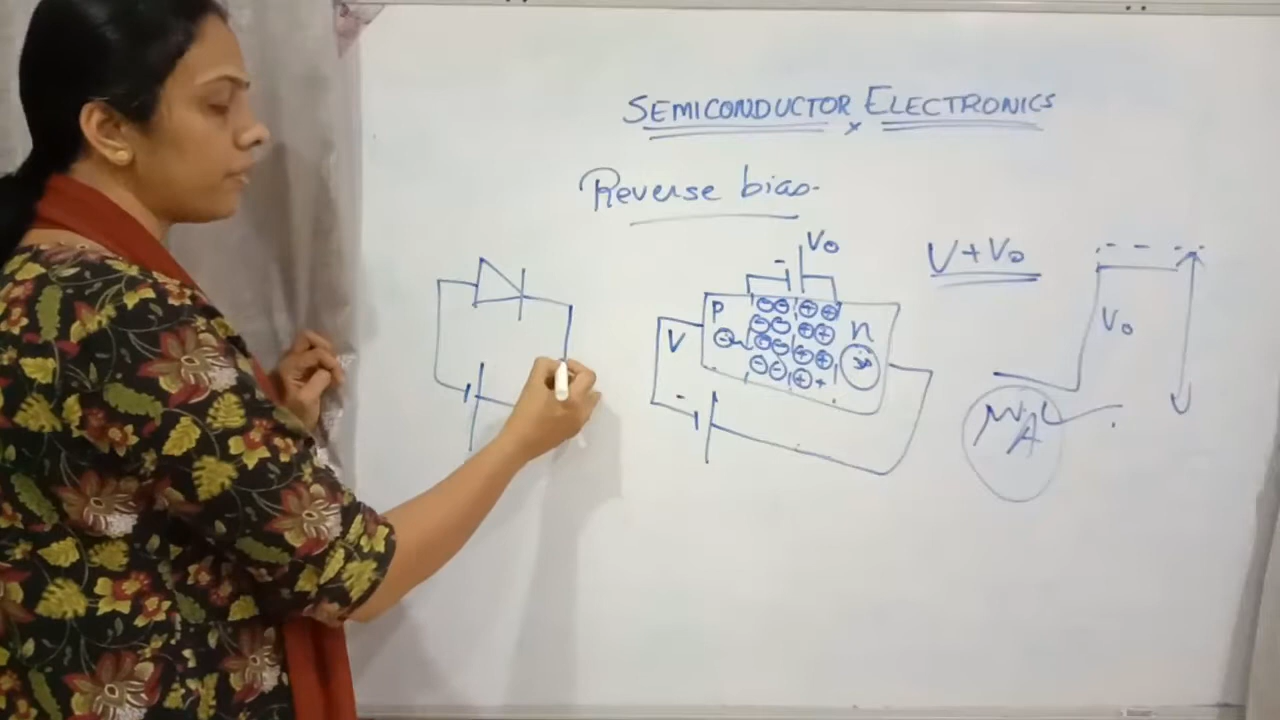 SEMICONDUCTOR ELECTRONICS
Reverse bias.
V₀
V + V₀
P
n
V
V₀
μA